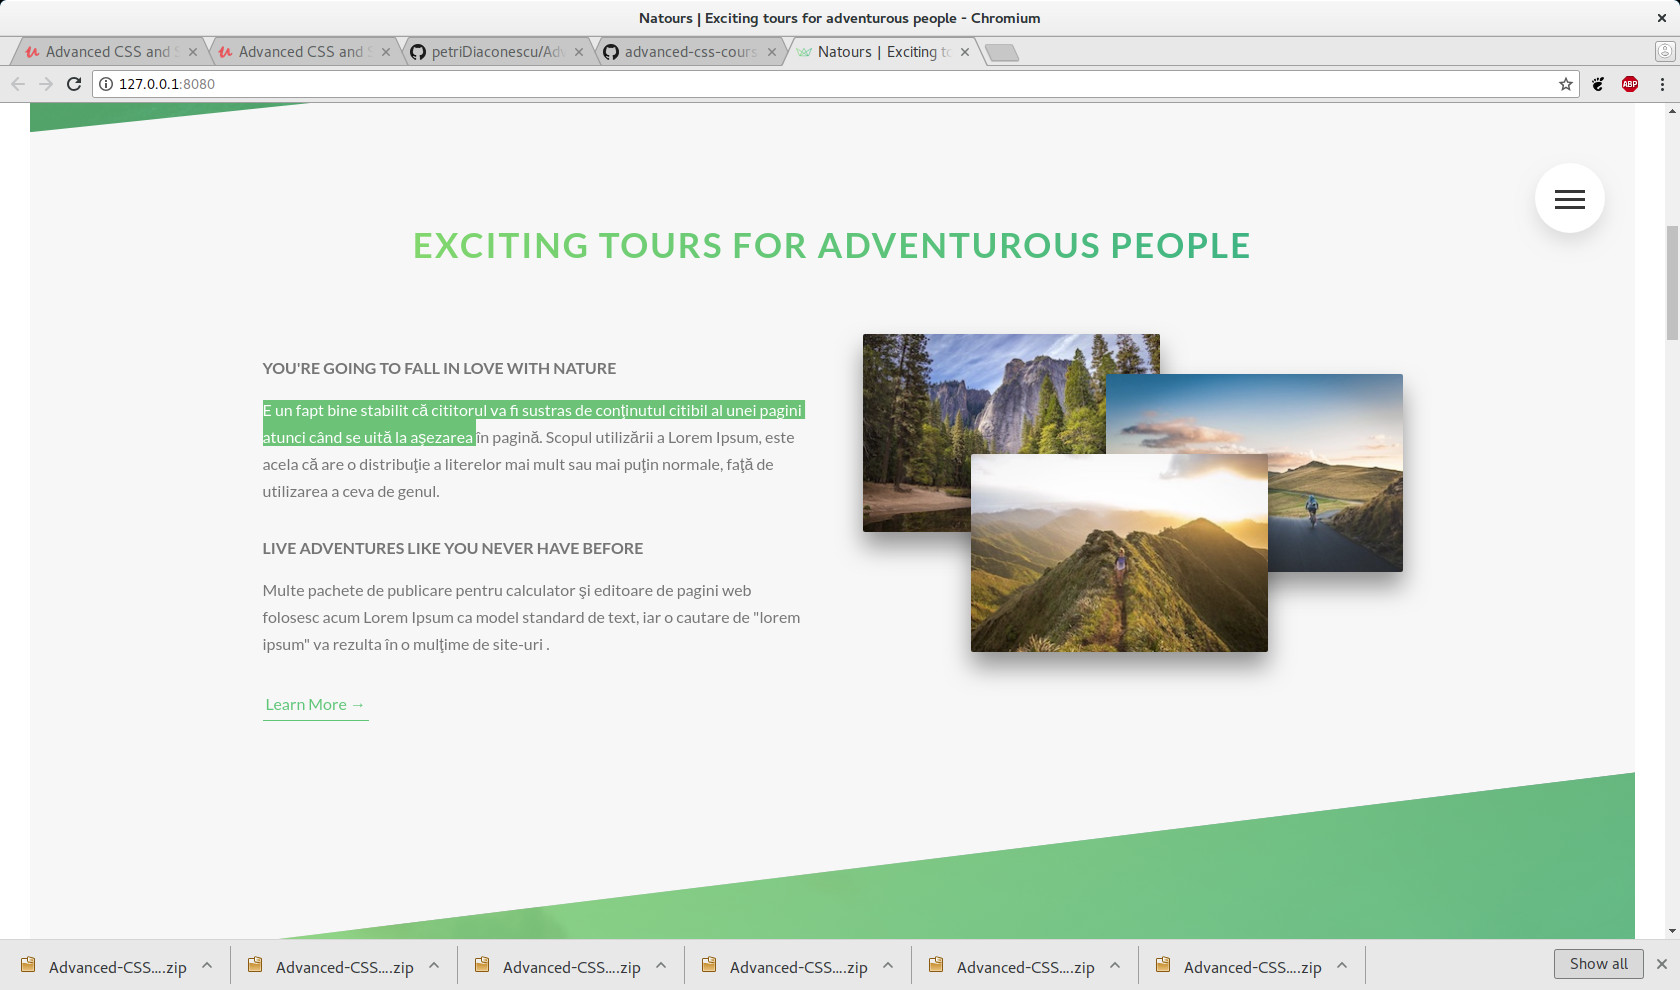 Natours | Exciting tours for adventurous people - Chromium
Advanced CSS and S
Advanced CSS and S
petriDiaconescu/Adv
advanced-css-cours
Natours | Exciting to
127.0.0.1:8080
ABP
EXCITING TOURS FOR ADVENTUROUS PEOPLE
YOU'RE GOING TO FALL IN LOVE WITH NATURE
E un fapt bine stabilit că cititorul va fi sustras de conţinutul citibil al unei pagini
atunci când se uită la aşezarea în pagină. Scopul utilizării a Lorem Ipsum, este
acela că are o distribuţie a literelor mai mult sau mai puţin normale, faţă de
utilizarea a ceva de genul.
LIVE ADVENTURES LIKE YOU NEVER HAVE BEFORE
Multe pachete de publicare pentru calculator şi editoare de pagini web
folosesc acum Lorem Ipsum ca model standard de text, iar o cautare de "lorem
ipsum" va rezulta în o mulţime de site-uri .
Learn More →
Advanced-CSS....zip
Advanced-CSS....zip
Advanced-CSS....zip
Advanced-CSS....zip
Advanced-CSS....zip
Advanced-CSS....zip
Show all